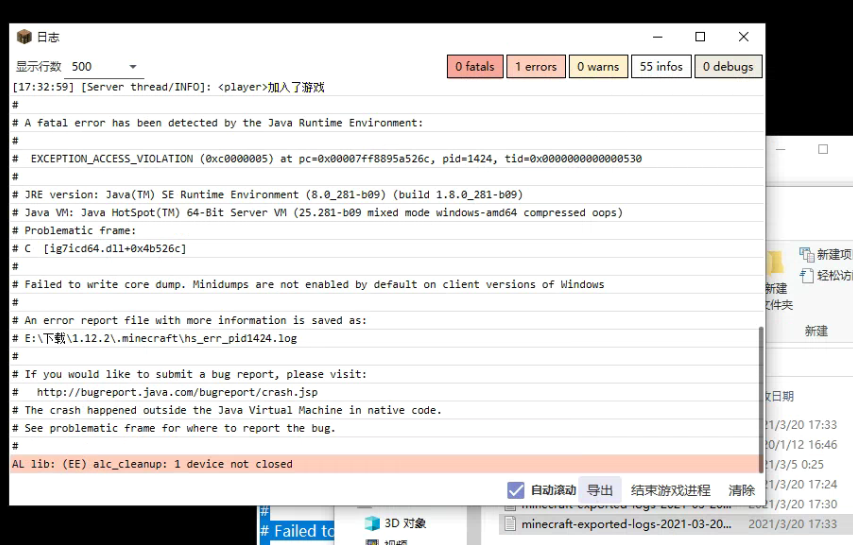 日志
显示行数 500
0 fatals 1 errors 0 warns 55 infos 0 debugs
[17:32:59] [Server thread/INFO]: <player>加入了游戏
#
# A fatal error has been detected by the Java Runtime Environment:
#
#  EXCEPTION_ACCESS_VIOLATION (0xc0000005) at pc=0x00007ff8895a526c, pid=1424, tid=0x0000000000000530
#
# JRE version: Java(TM) SE Runtime Environment (8.0_281-b09) (build 1.8.0_281-b09)
# Java VM: Java HotSpot(TM) 64-Bit Server VM (25.281-b09 mixed mode windows-amd64 compressed oops)
# Problematic frame:
# C  [ig7icd64.dll+0x4b526c]
#
# Failed to write core dump. Minidumps are not enabled by default on client versions of Windows
#
# An error report file with more information is saved as:
# E:\下载\1.12.2\.minecraft\hs_err_pid1424.log
#
# If you would like to submit a bug report, please visit:
#   http://bugreport.java.com/bugreport/crash.jsp
# The crash happened outside the Java Virtual Machine in native code.
# See problematic frame for where to report the bug.
#
AL lib: (EE) alc_cleanup: 1 device not closed
自动滚动 导出 结束游戏进程 清除
新建项
轻松访
新建
文件夹
新建
改日期
21/3/20 17:33
20/1/12 16:46
21/3/5 0:25
21/3/20 17:24
minecraft-exported-logs-2021-03-20... 2021/3/20 17:30
minecraft-exported-logs-2021-03-20... 2021/3/20 17:33
#
# Failed to
3D 对象
视频